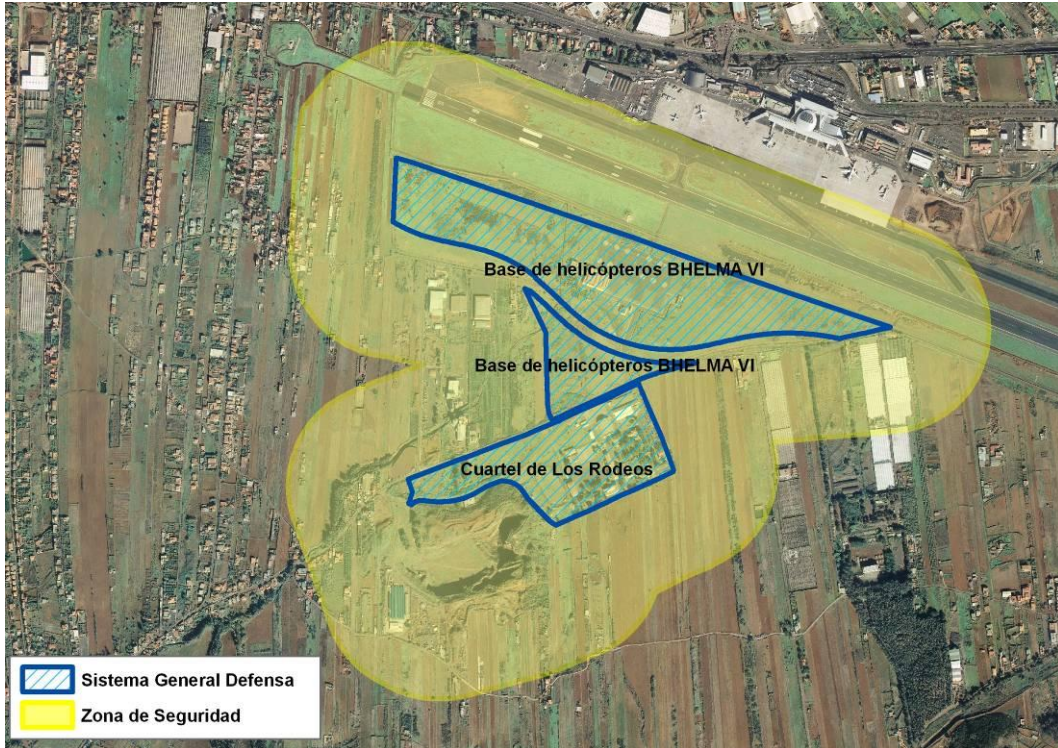 Base de helicópteros BHELMA VI
Base de helicópteros BHELMA VI
Cuartel de Los Rodeos
Sistema General Defensa
Zona de Seguridad